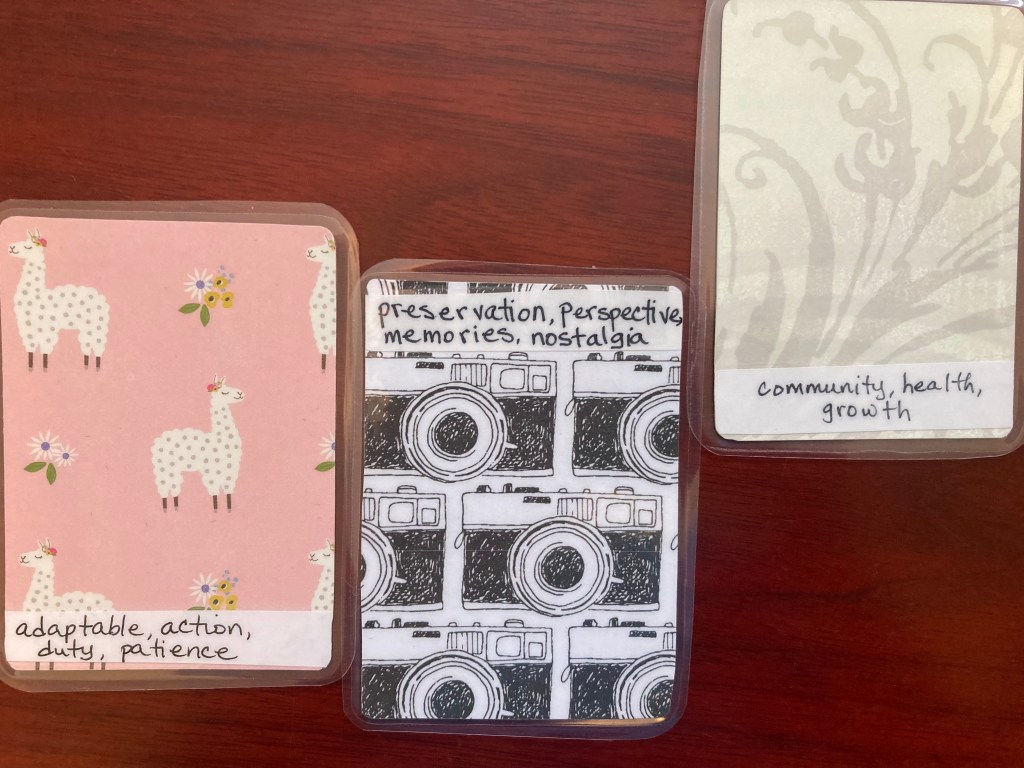 adaptable, action,
duty, patience
preservation, perspective,
memories, nostalgia
community, health,
growth